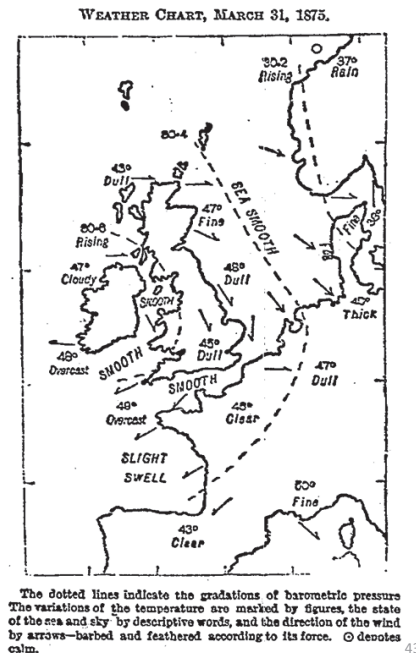 WEATHER CHART, MARCH 31, 1875.
30·2
Rising
37°
Rain
30·4
45°
Dull
SEA SMOOTH
47°
Fine
Fine
38°
30·6
Rising
47°
Cloudy
SMOOTH
48°
Dull
40°
Thick
48°
Overcast
SMOOTH
45°
Dull
SMOOTH
47°
Dull
49°
Overcast
45°
Clear
SLIGHT
SWELL
50°
Fine
43°
Clear
The dotted lines indicate the gradations of barometric pressure
The variations of the temperature are marked by figures, the state
of the sea and sky by descriptive words, and the direction of the wind
by arrows—barbed and feathered according to its force. ⊙ denotes
calm.
43